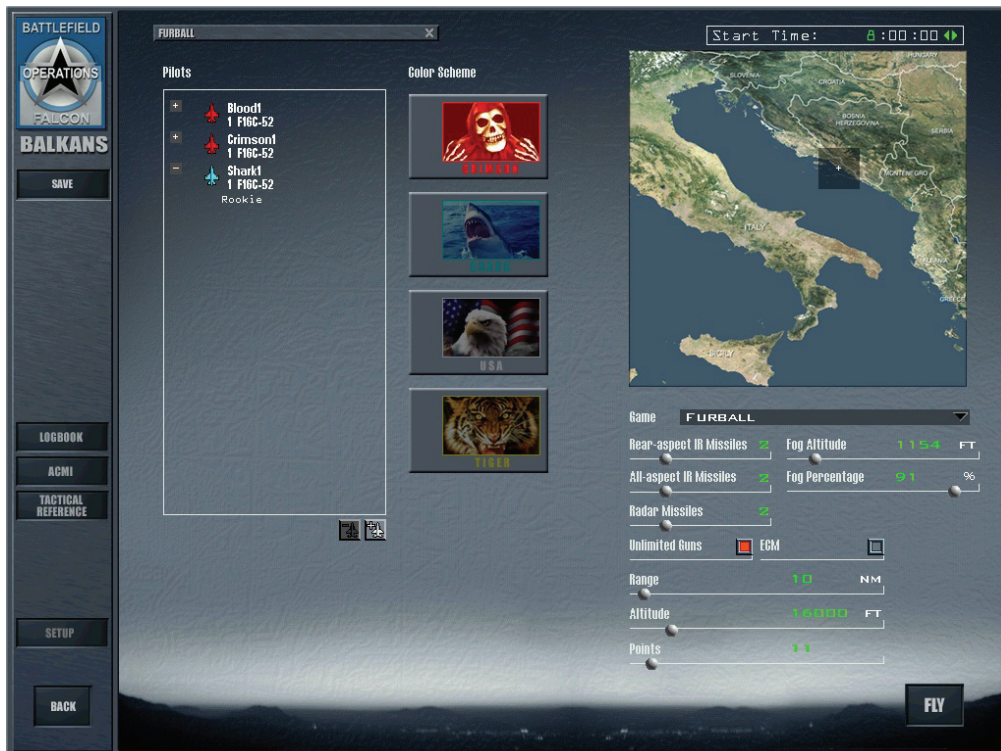 BATTLEFIELD
OPERATIONS
FALCON
BALKANS
SAVE
LOGBOOK
ACMI
TACTICAL
REFERENCE
SETUP
BACK
FURBALL
Pilots
Blood1
1 F16C-52
Crimson1
1 F16C-52
Shark1
1 F16C-52
Rookie
Color Scheme
CRIMSON
SHARK
USA
TIGER
Start Time: 8:00:00
HUNGARY
SLOVENIA
CROATIA
BOSNIA
HERZEGOVINA
SERBIA
MONTENEGRO
ITALY
GREECE
SICILY
Game FURBALL
Rear-aspect IR Missiles 2 Fog Altitude 1154 FT
All-aspect IR Missiles 2 Fog Percentage 91 %
Radar Missiles 2
Unlimited Guns ECM
Range 10 NM
Altitude 16000 FT
Points 11
FLY